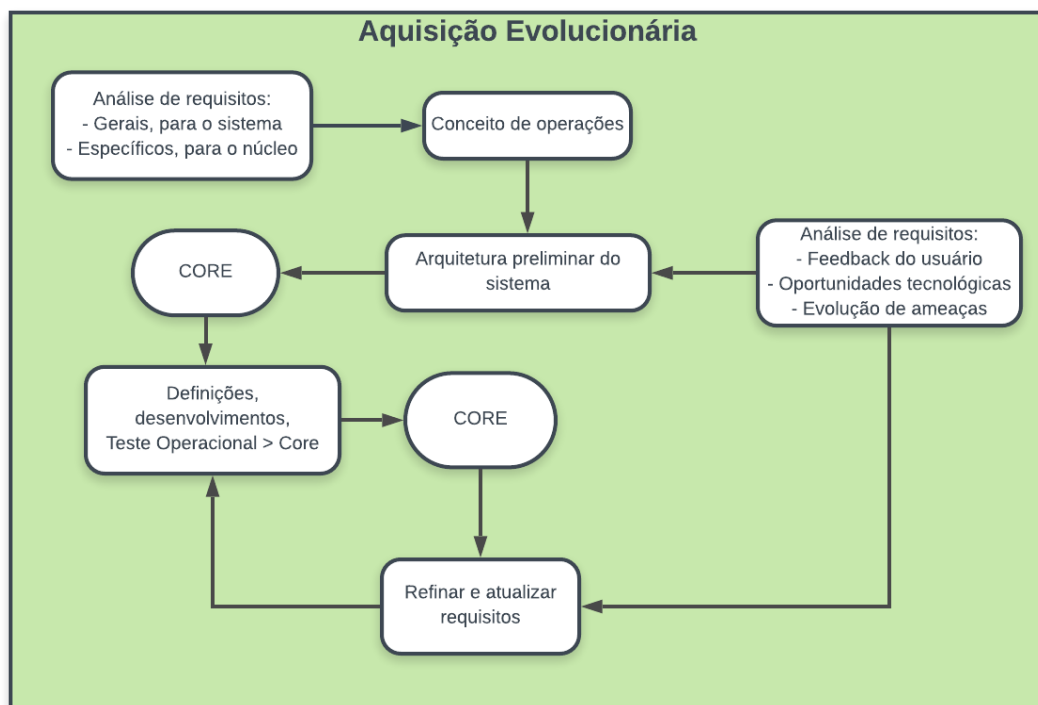 Aquisição Evolucionária
Análise de requisitos:
- Gerais, para o sistema
- Específicos, para o núcleo
Conceito de operações
Arquitetura preliminar do
sistema
Análise de requisitos:
- Feedback do usuário
- Oportunidades tecnológicas
- Evolução de ameaças
CORE
Definições,
desenvolvimentos,
Teste Operacional > Core
CORE
Refinar e atualizar
requisitos